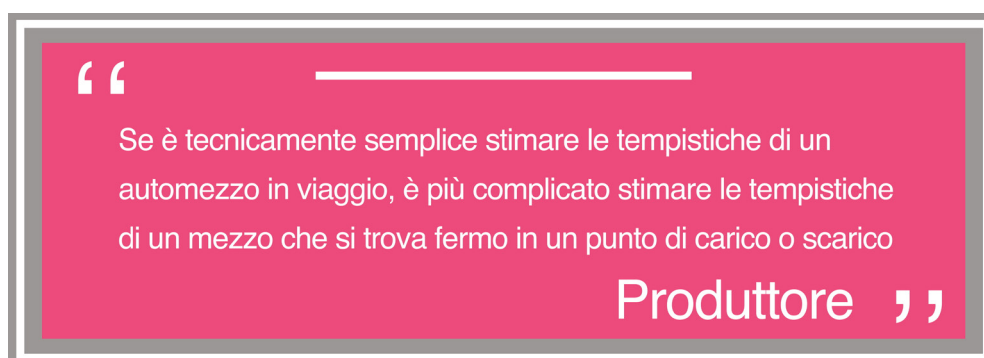 “
Se è tecnicamente semplice stimare le tempistiche di un
automezzo in viaggio, è più complicato stimare le tempistiche
di un mezzo che si trova fermo in un punto di carico o scarico
Produttore ”